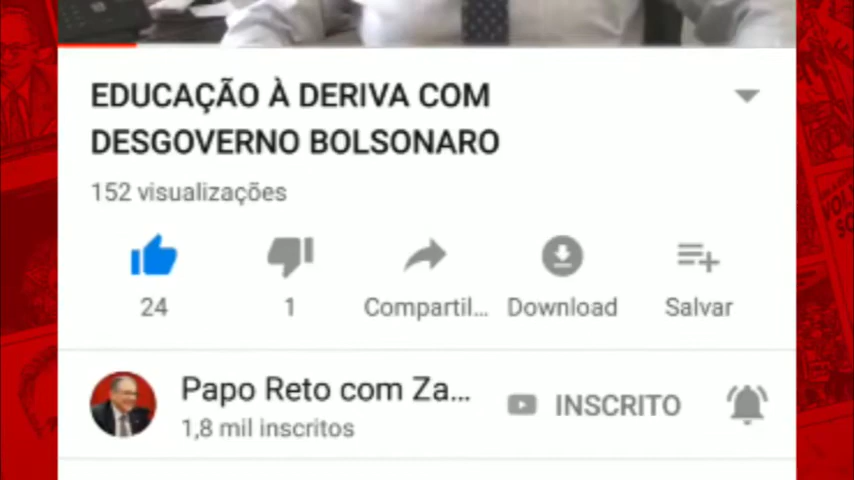 EDUCAÇÃO À DERIVA COM
DESGOVERNO BOLSONARO
152 visualizações
24
1
Compartil...
Download
Salvar
Papo Reto com Za...
INSCRITO
1,8 mil inscritos